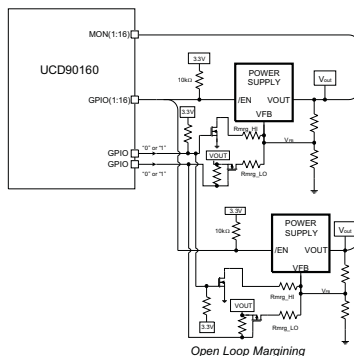 MON(1:16)
UCD90160
GPIO(1:16)
GPIO
GPIO
"0" or "1"
"0" or "1"
3.3V
10kΩ
3.3V
POWER SUPPLY
/EN
VOUT
VFB
Vout
Rmrg_HI
VFB
VOUT
Rmrg_LO
3.3V
10kΩ
POWER SUPPLY
/EN
VOUT
VFB
Vout
Rmrg_HI
VFB
VOUT
3.3V
Rmrg_LO
Open Loop Margining